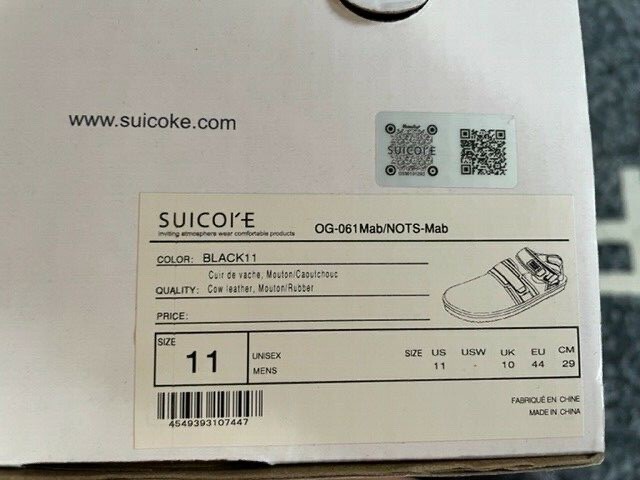 www.suicoke.com
SUICOKE
SUICOKE
inviting atmosphere wear comfortable products
OG-061Mab/NOTS-Mab
COLOR: BLACK11
Cuir de vache, Mouton/Caoutchouc
QUALITY: Cow leather, Mouton/Rubber
PRICE:
SIZE
11
UNISEX
MENS
SIZE US USW UK EU CM
11 - 10 44 29
4549393107447
FABRIQUÉ EN CHINE
MADE IN CHINA